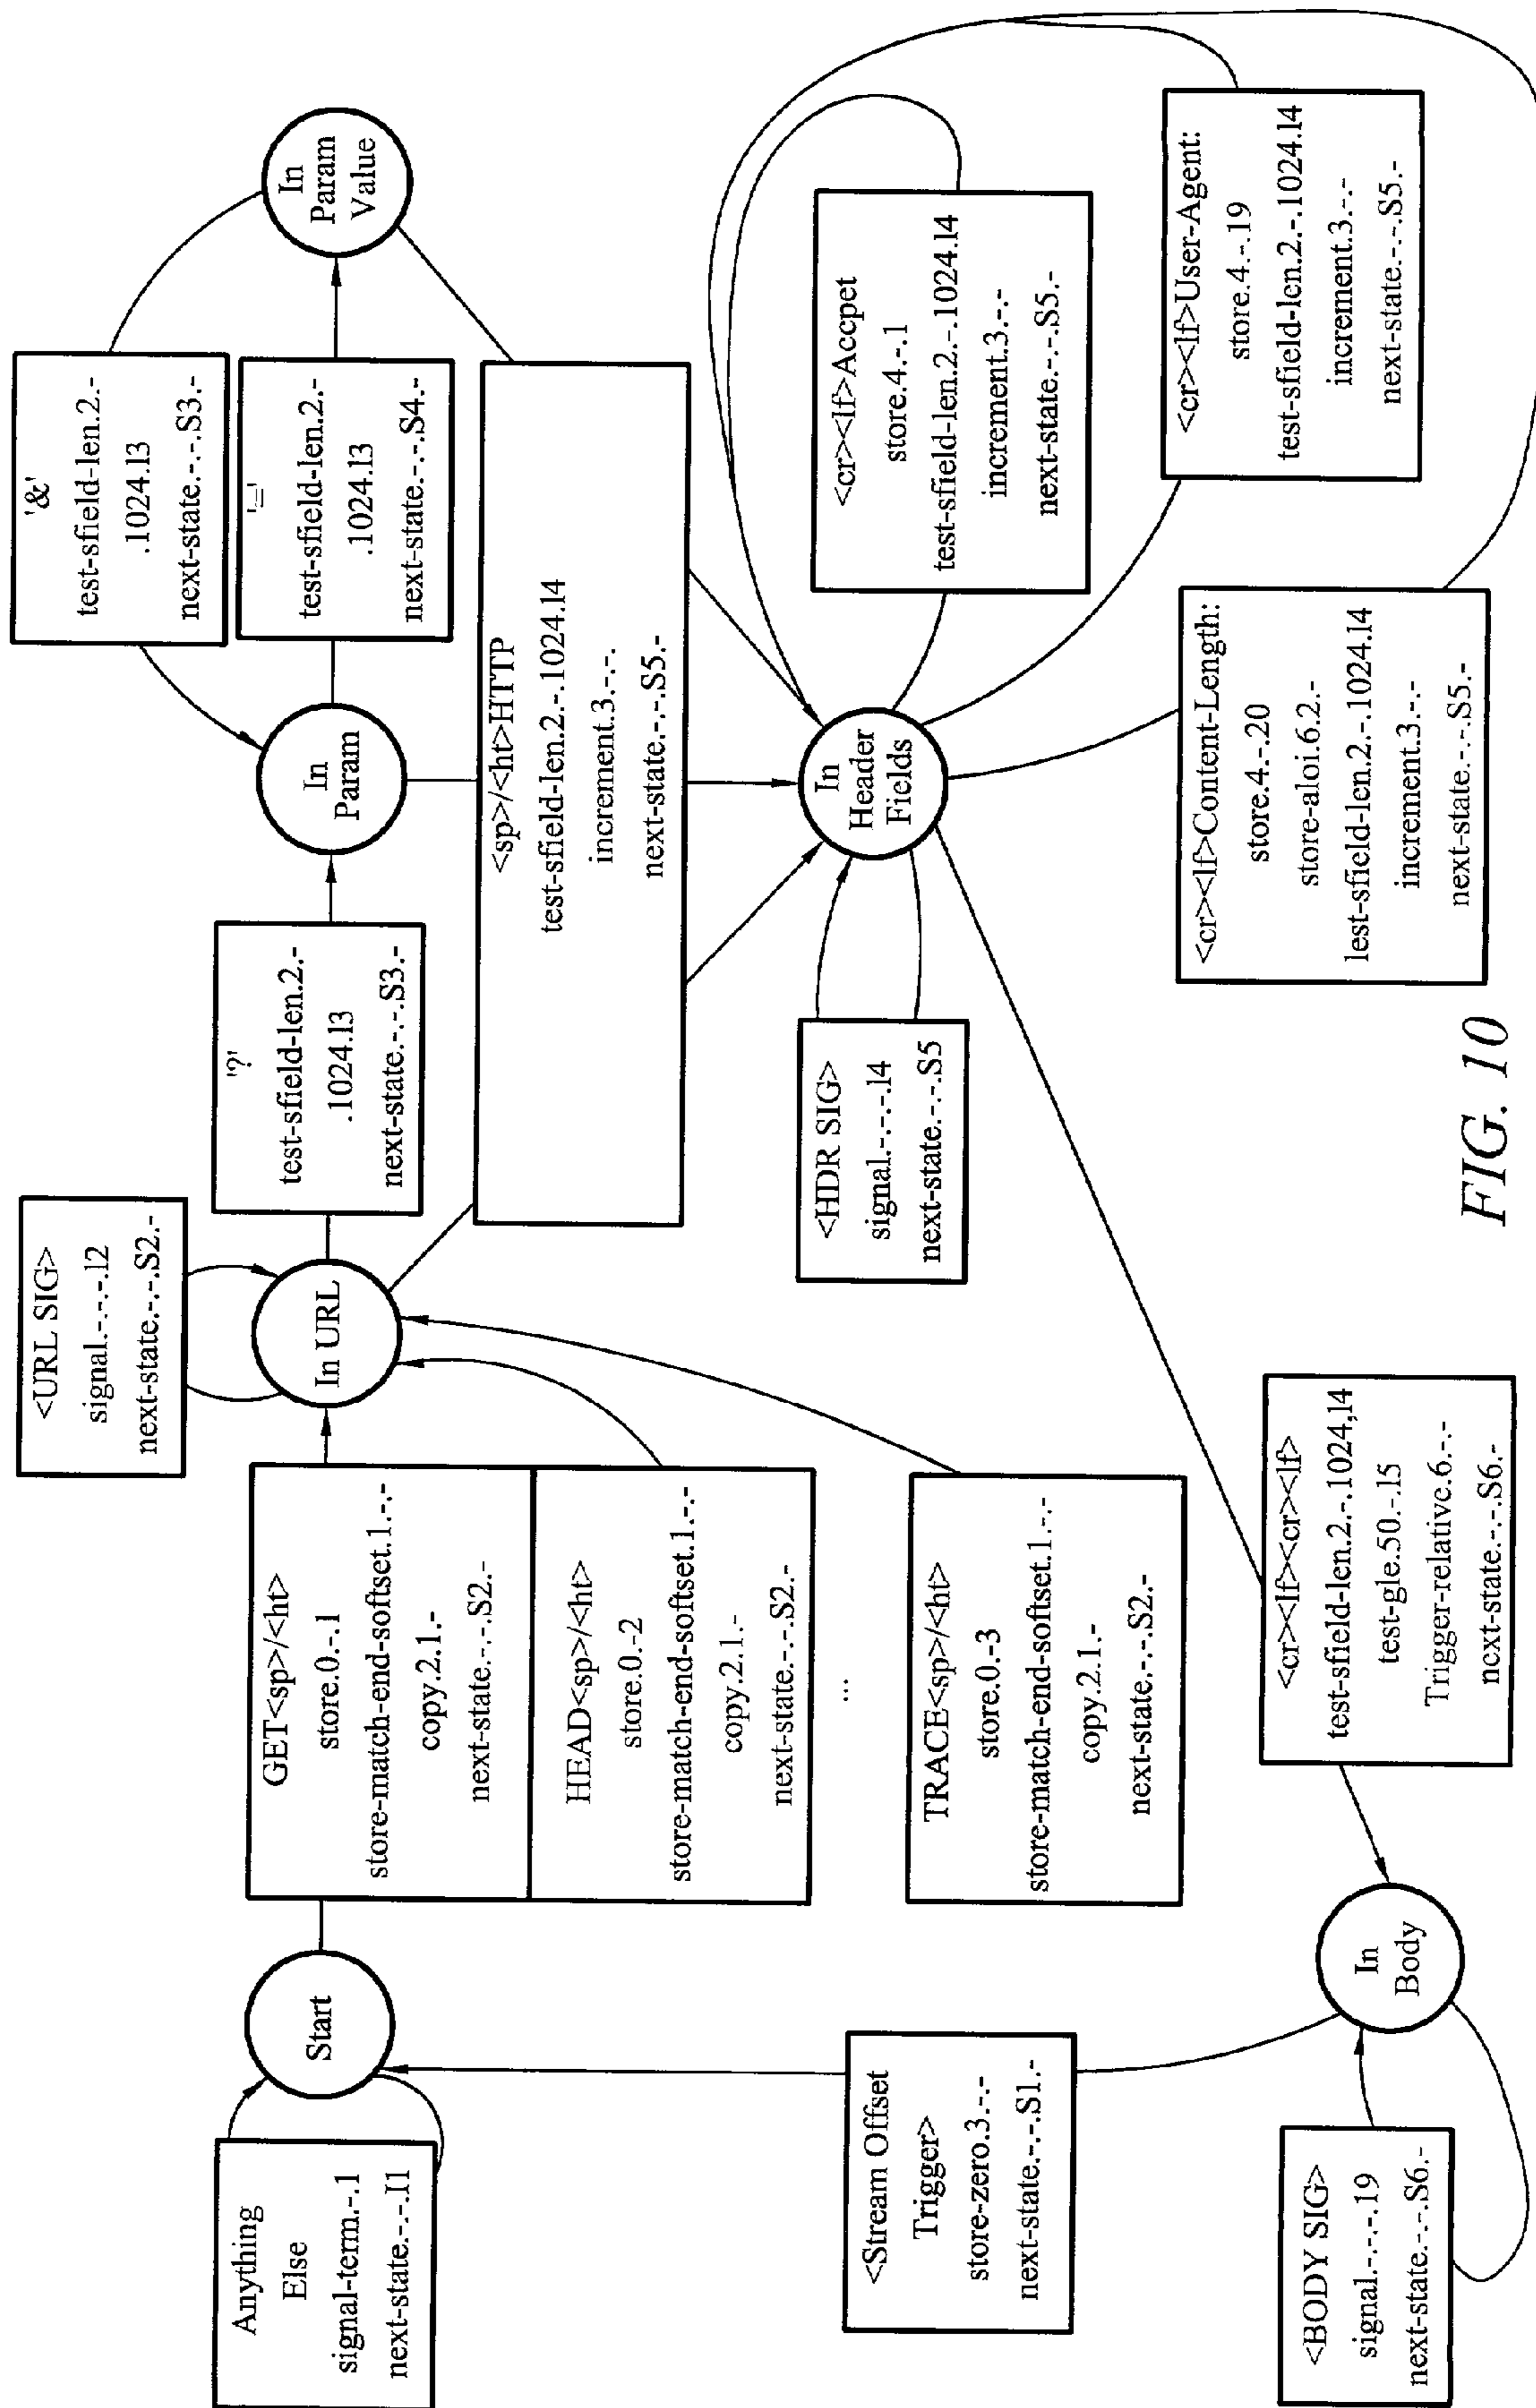 Anything
Else
signal-term.-.1
next-state.-.-.I1
Start
GET<sp>/<ht>
store.0.-.1
store-match-end-softset.1.-.-
copy.2.1.-
next-state.-.-.S2.-
HEAD<sp>/<ht>
store.0.-2
store-match-end-softset.1.-.-
copy.2.1.-
next-state.-.-.S2.-
...
TRACE<sp>/<ht>
store.0.-3
store-match-end-softset.1.-.-
copy.2.1.-
next-state.-.-.S2.-
<URL SIG>
signal.-.-.-.12
next-state.-.-.S2.-
In URL
'?'
test-sfield-len.2.-
.1024.13
next-state.-.-.S3.-
In
Param
'&'
test-sfield-len.2.-
.1024.13
next-state.-.-.S3.-
'='
test-sfield-len.2.-
.1024.13
next-state.-.-.S4.-
In
Param
Value
<sp>/<ht>HTTP
test-sfield-len.2.-.1024.14
increment.3.-.-.
next-state.-.-.S5.-
<HDR SIG>
signal.-.-.-.14
next-state.-.-.S5
In
Header
Fields
<cr><lf>Accpet
store.4.-.1
test-sfield-len.2.-.1024.14
increment.3.-.-
next-state.-.-.S5.-
<cr><lf>User-Agent:
store.4.-.19
test-sfield-len.2.-.1024.14
increment.3.-.-
next-state.-.-.S5.-
<cr><lf>Content-Length:
store.4.-.20
store-aloi.6.2.-
lest-sfield-len.2.-.1024.14
increment.3.-.-
next-state.-.-.S5.-
<Stream Offset
Trigger>
store-zero.3.-.-
next-state.-.-.S1.-
<BODY SIG>
signal.-.-.-.19
next-state.-.-.S6.-
In
Body
<cr><lf><cr><lf>
test-sfield-len.2.-.1024,14
test-gle.50.-.15
Trigger-relative.6.-.-
next-state.-.-.S6.-
FIG. 10